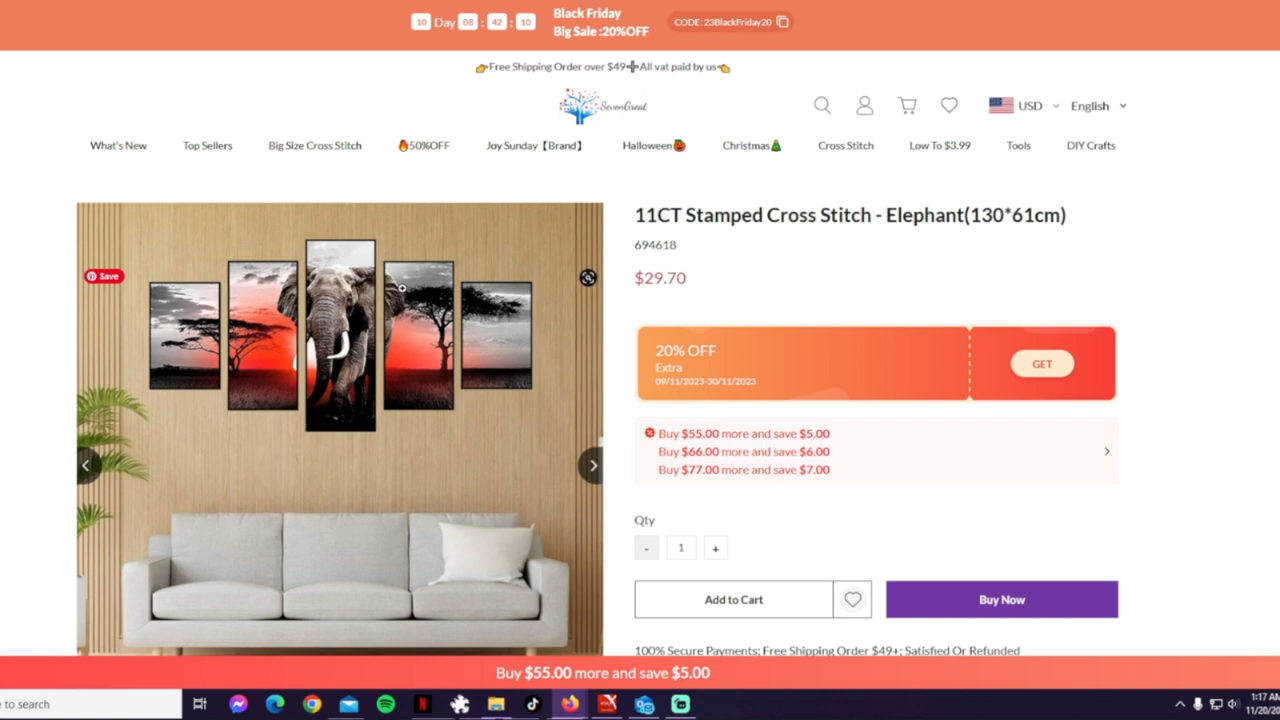 10 Day 08 : 42 : 10
Black Friday
Big Sale :20%OFF
CODE: 23BlackFriday20
👉Free Shipping Order over $49➕All vat paid by us👈
SevenGreat
USD
English
What's New
Top Sellers
Big Size Cross Stitch
🔥50%OFF
Joy Sunday【Brand】
Halloween🎃
Christmas🎄
Cross Stitch
Low To $3.99
Tools
DIY Crafts
Save
11CT Stamped Cross Stitch - Elephant(130*61cm)
694618
$29.70
20% OFF
Extra
09/11/2023-30/11/2023
GET
Buy $55.00 more and save $5.00
Buy $66.00 more and save $6.00
Buy $77.00 more and save $7.00
Qty
- 1 +
Add to Cart
Buy Now
100% Secure Payments; Free Shipping Order $49+; Satisfied Or Refunded
Buy $55.00 more and save $5.00
e to search
1:17 AM
11/20/20